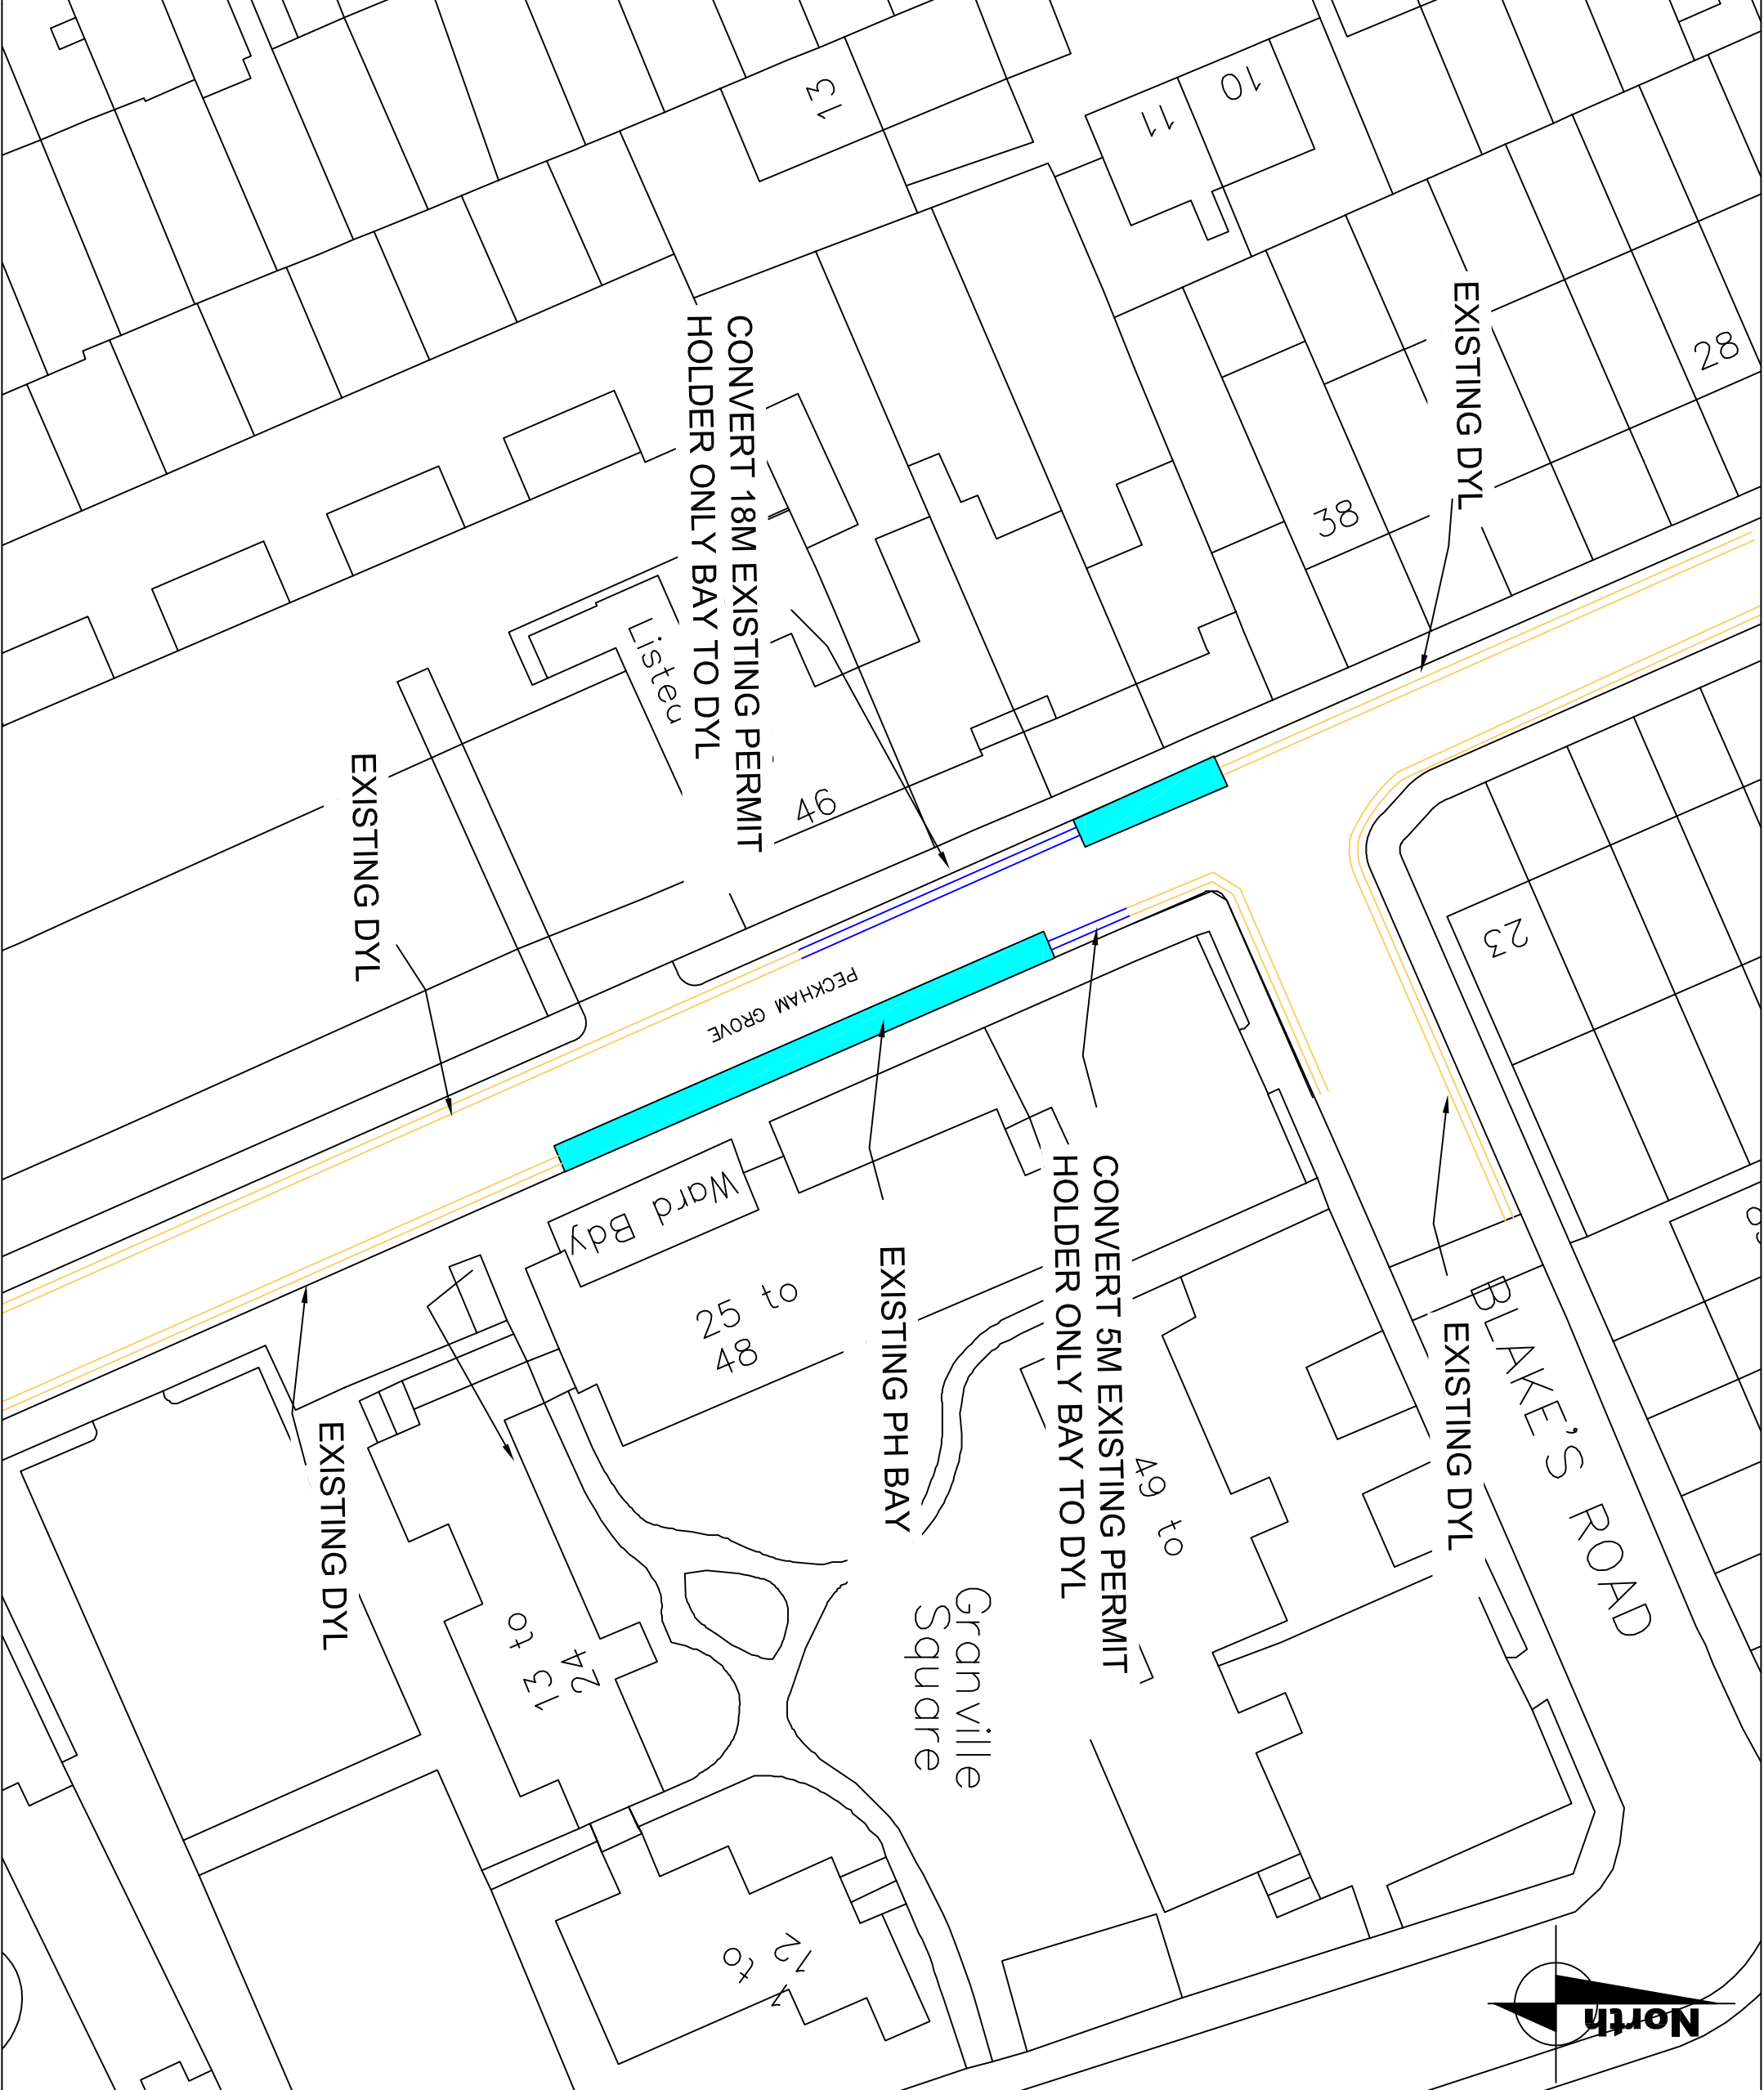 13
11
10
EXISTING DYL
28
CONVERT 18M EXISTING PERMIT
HOLDER ONLY BAY TO DYL
38
Listed
46
EXISTING DYL
23
PECKHAM GROVE
Ward Bdy
25 to
48
EXISTING PH BAY
CONVERT 5M EXISTING PERMIT
HOLDER ONLY BAY TO DYL
49 to
BLAKE'S ROAD
EXISTING DYL
EXISTING DYL
13 to
24
Granville
Square
1 to
12
North